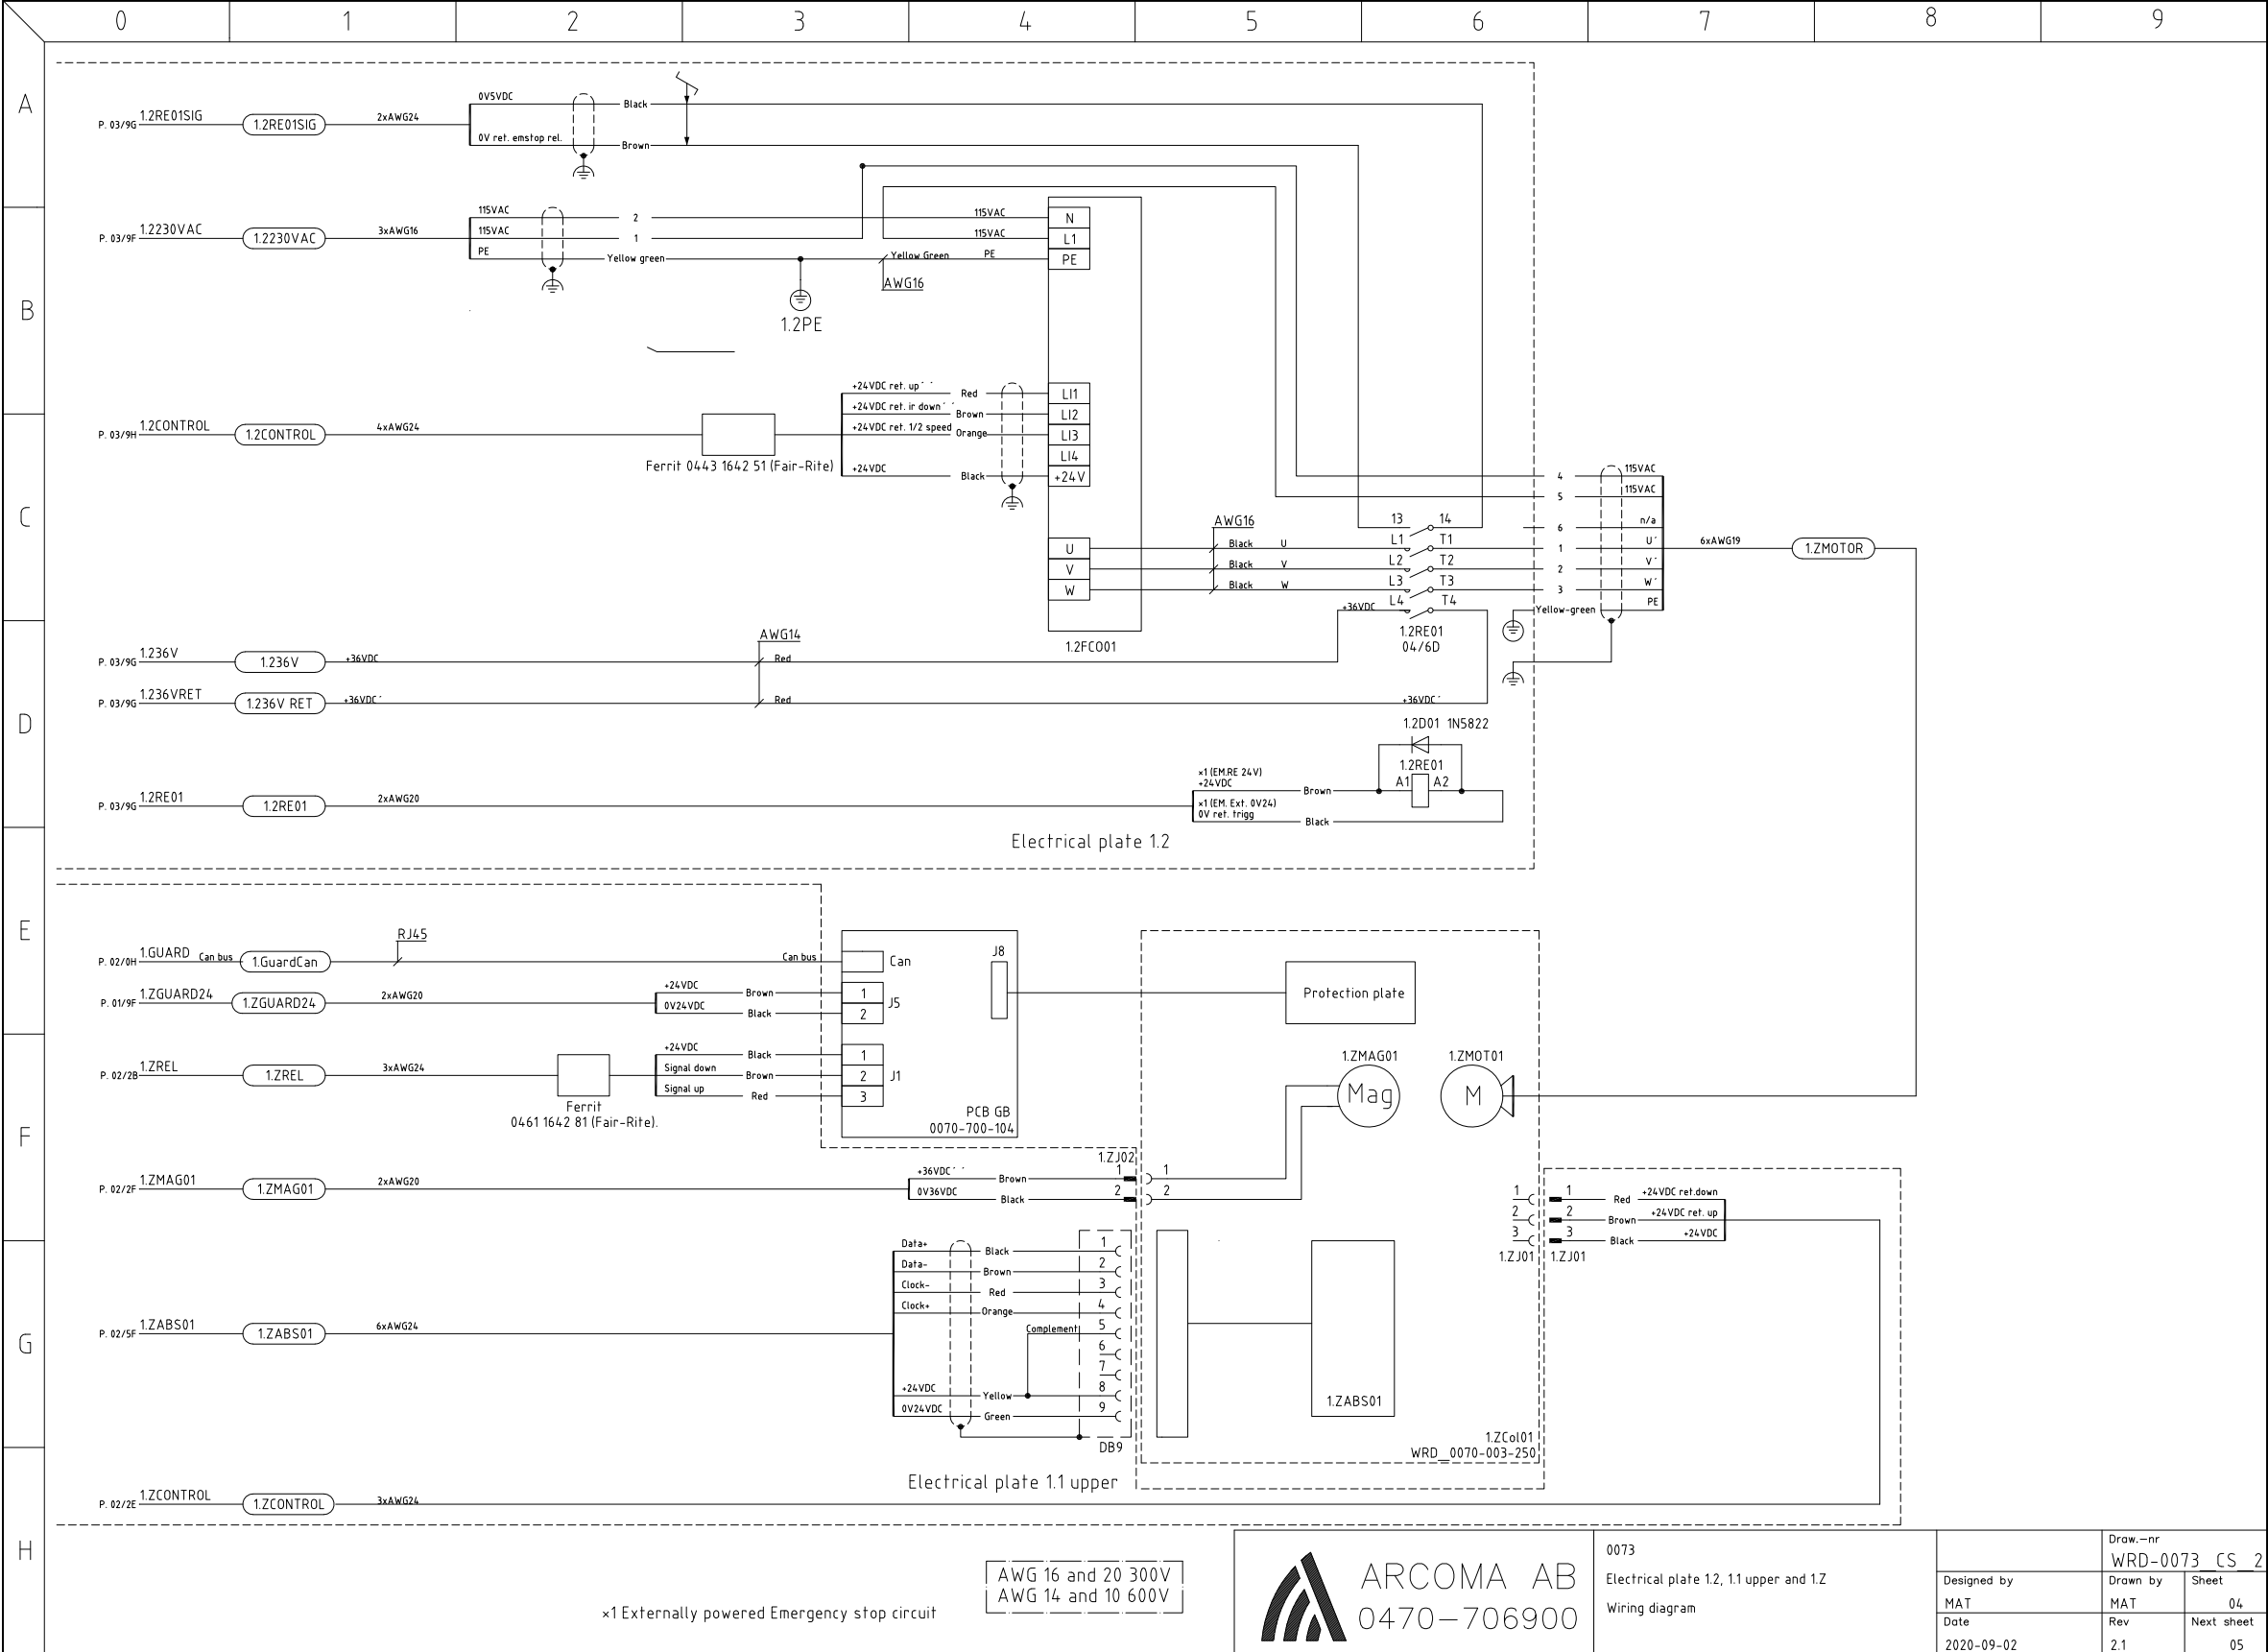 0 1 2 3 4 5 6 7 8 9
A
0V5VDC
Black
P. 03/9G 1.2RE01SIG
1.2RE01SIG
2xAWG24
0V ret. emstop rel.
Brown
115VAC
2
115VAC
N
P. 03/9F 1.2230VAC
1.2230VAC
3xAWG16
115VAC
1
115VAC
L1
PE
Yellow green
Yellow Green
PE
PE
AWG16
B
1.2PE
+24VDC ret. up´´
Red
LI1
+24VDC ret. ir down´´
Brown
LI2
P. 03/9H 1.2CONTROL
1.2CONTROL
4xAWG24
+24VDC ret. 1/2 speed
Orange
LI3
LI4
Ferrit 0443 1642 51 (Fair-Rite)
+24VDC
Black
+24V
4
115VAC
5
115VAC
C
AWG16
13
14
6
n/a
U
Black
U
L1
T1
1
U´
6xAWG19
1.ZMOTOR
V
Black
V
L2
T2
2
V´
W
Black
W
L3
T3
3
W´
+36VDC
L4
T4
Yellow-green
PE
AWG14
1.2FC001
1.2RE01
04/6D
P. 03/9G 1.236V
1.236V
+36VDC
Red
P. 03/9G 1.236VRET
1.236V RET
+36VDC´
Red
+36VDC´
D
1.2D01 1N5822
×1 (EM.RE 24V)
+24VDC
Brown
1.2RE01
A1
A2
P. 03/9G 1.2RE01
1.2RE01
2xAWG20
×1 (EM. Ext. 0V24)
0V ret. trigg
Black
Electrical plate 1.2
E
RJ45
P. 02/0H 1.GUARD Can bus
1.GuardCan
Can bus
Can
J8
P. 01/9F 1.ZGUARD24
1.ZGUARD24
2xAWG20
+24VDC
Brown
1
0V24VDC
Black
2
J5
Protection plate
P. 02/2B 1.ZREL
1.ZREL
3xAWG24
+24VDC
Black
1
Signal down
Brown
2
J1
Signal up
Red
3
Ferrit
0461 1642 81 (Fair-Rite).
PCB GB
0070-700-104
1.ZMAG01
Mag
1.ZMOT01
M
F
1.ZJ02
P. 02/2F 1.ZMAG01
1.ZMAG01
2xAWG20
+36VDC´´
Brown
1
1
0V36VDC
Black
2
2
1
1
Red
+24VDC ret.down
2
2
Brown
+24VDC ret. up
3
3
Black
+24VDC
1.ZJ01
1.ZJ01
Data+
Black
1
Data-
Brown
2
Clock-
Red
3
Clock+
Orange
4
G
P. 02/5F 1.ZABS01
1.ZABS01
6xAWG24
Complement
5
6
7
+24VDC
Yellow
8
0V24VDC
Green
9
DB9
1.ZABS01
1.ZCol01
WRD_0070-003-250
Electrical plate 1.1 upper
P. 02/2E 1.ZCONTROL
1.ZCONTROL
3xAWG24
H
AWG 16 and 20 300V
AWG 14 and 10 600V
×1 Externally powered Emergency stop circuit
ARCOMA AB
0470-706900
0073
Electrical plate 1.2, 1.1 upper and 1.Z
Wiring diagram
Draw.-nr
WRD-0073_CS_2
Designed by
MAT
Drawn by
MAT
Sheet
04
Date
2020-09-02
Rev
2.1
Next sheet
05